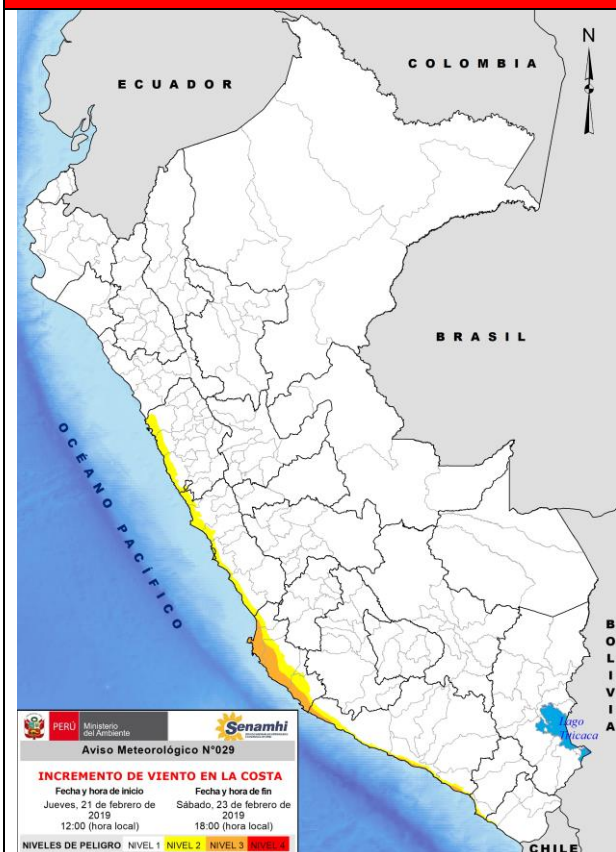 N
COLOMBIA
ECUADOR
BRASIL
OCÉANO PACÍFICO
BOLIVIA
Lago
Titicaca
CHILE
PERÚ Ministerio
del Ambiente
Senamhi
Aviso Meteorológico N°029
INCREMENTO DE VIENTO EN LA COSTA
Fecha y hora de inicio Fecha y hora de fin
Jueves, 21 de febrero de Sábado, 23 de febrero de
2019 2019
12:00 (hora local) 18:00 (hora local)
NIVELES DE PELIGRO NIVEL 1 NIVEL 2 NIVEL 3 NIVEL 4